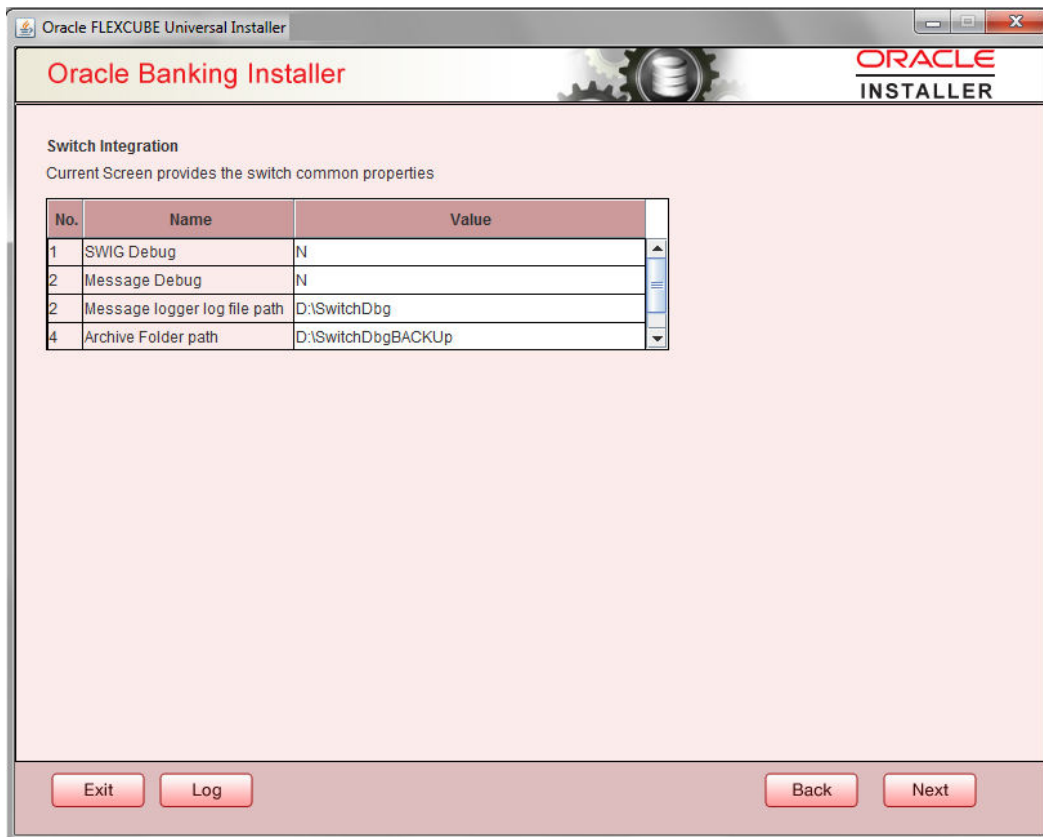 Oracle FLEXCUBE Universal Installer
Oracle Banking Installer
ORACLE
INSTALLER
Switch Integration
Current Screen provides the switch common properties
No. Name Value
1 SWIG Debug N
2 Message Debug N
2 Message logger log file path D:\SwitchDbg
4 Archive Folder path D:\SwitchDbgBACKUp
Exit Log Back Next